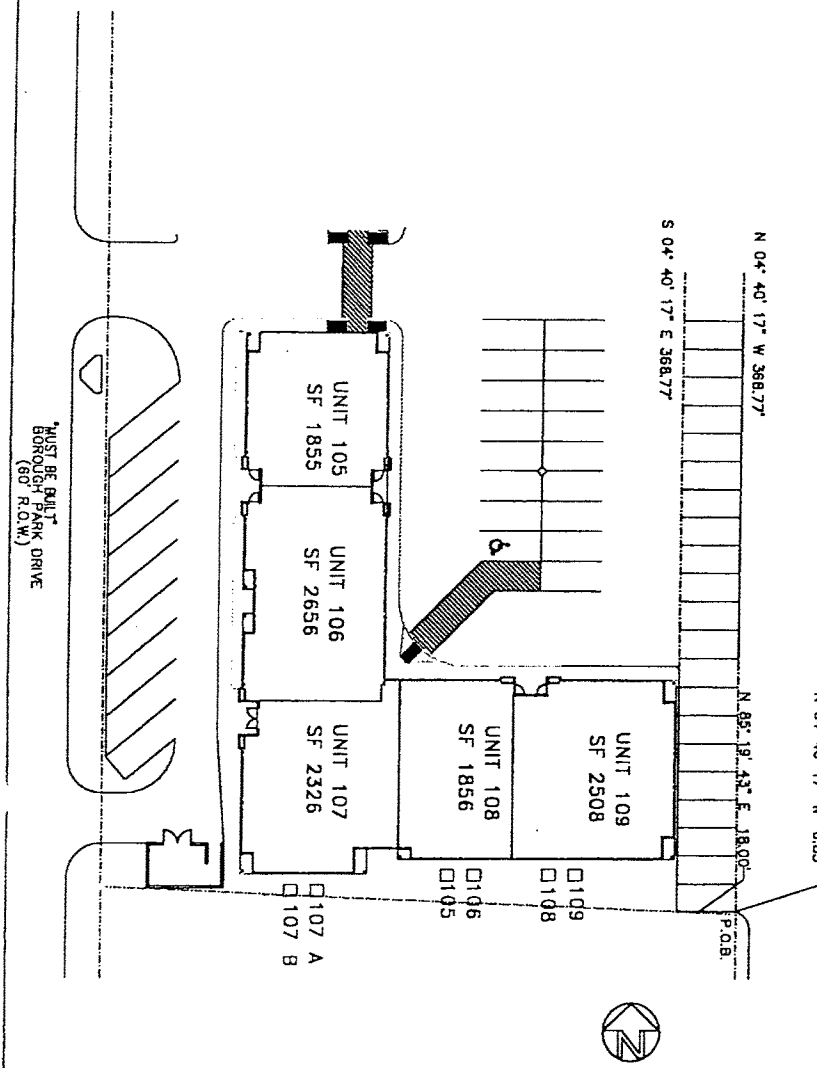 N 04° 40' 17" W 368.77'
S 04° 40' 17" E 368.77'
N 85° 19' 43" E 18.00'
P.O.B.
UNIT 109
SF 2508
UNIT 108
SF 1856
UNIT 105
SF 1855
UNIT 106
SF 2656
UNIT 107
SF 2326
109
108
106
105
107 A
107 B
"MUST BE BUILT"
BOROUGH PARK DRIVE
(60' R.O.W.)
N